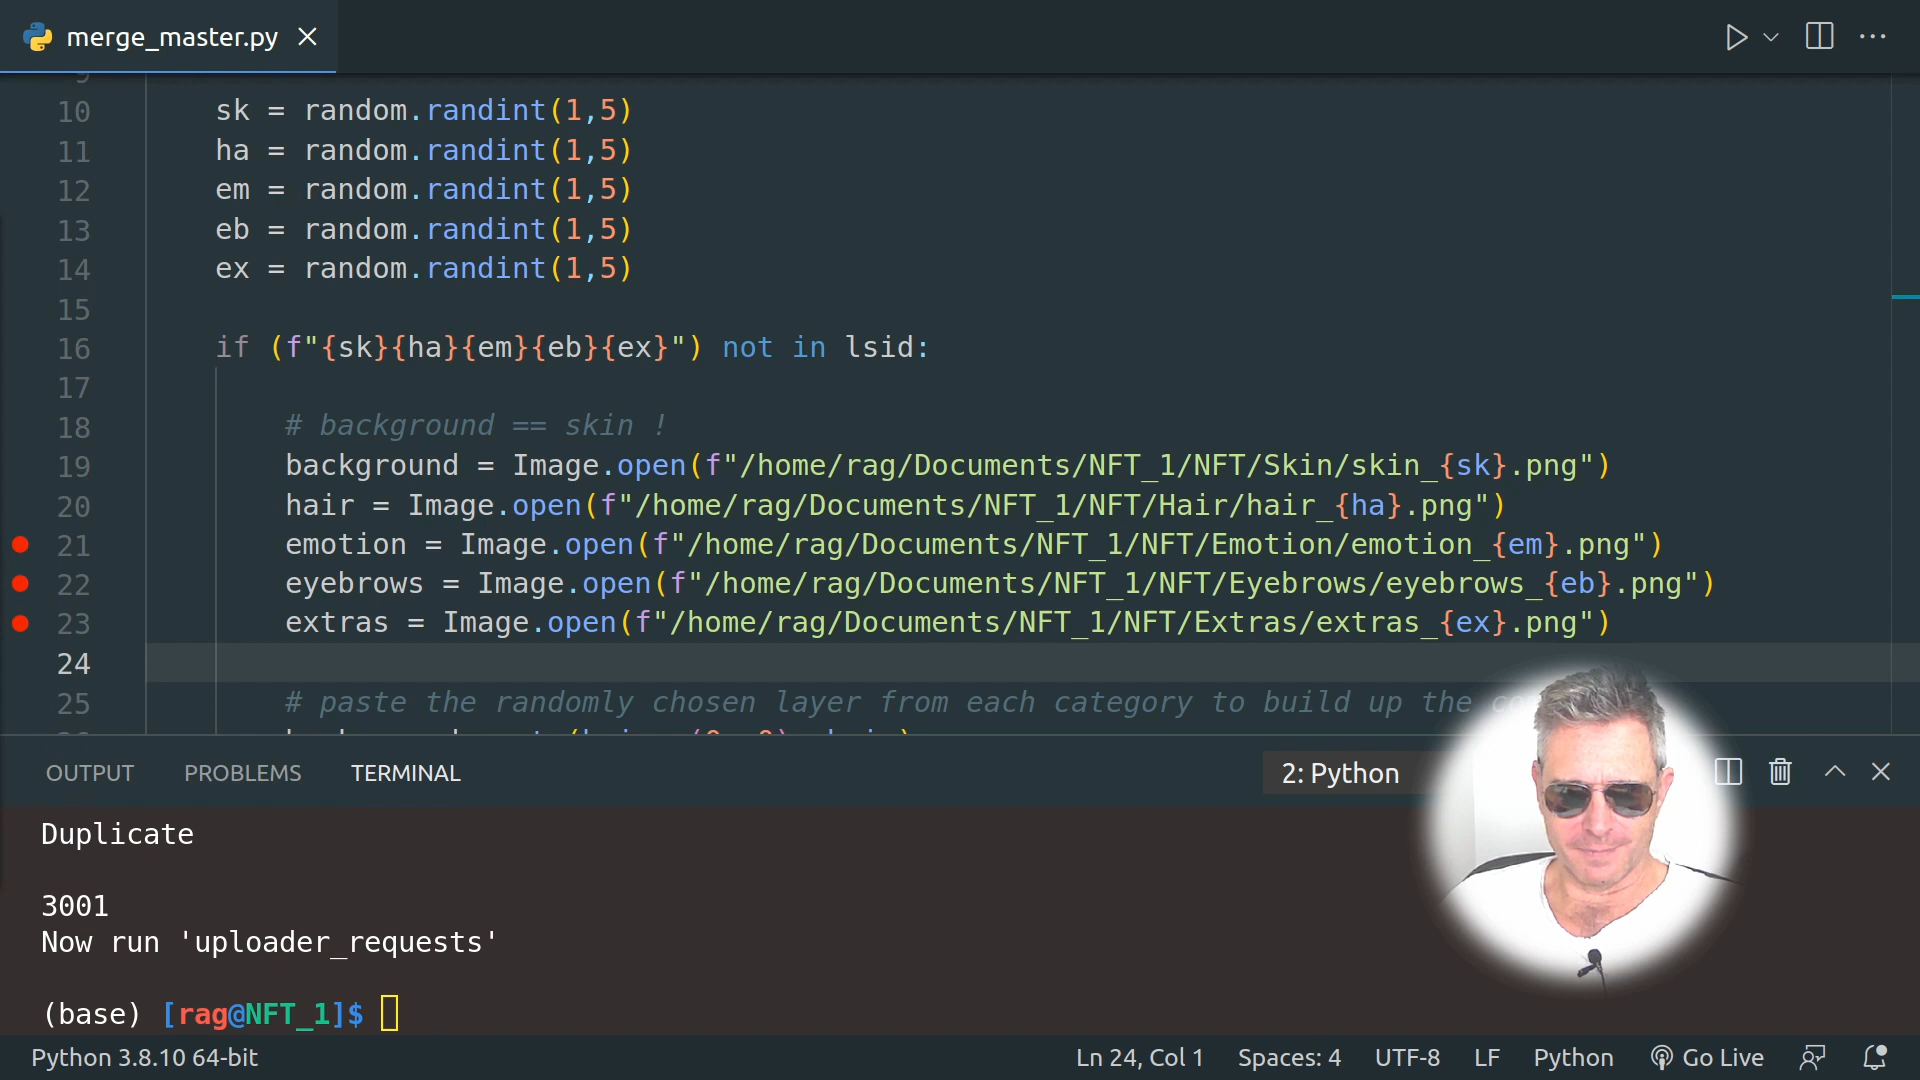 merge_master.py
10 sk = random.randint(1,5)
11 ha = random.randint(1,5)
12 em = random.randint(1,5)
13 eb = random.randint(1,5)
14 ex = random.randint(1,5)
15
16 if (f"{sk}{ha}{em}{eb}{ex}") not in lsid:
17
18 # background == skin !
19 background = Image.open(f"/home/rag/Documents/NFT_1/NFT/Skin/skin_{sk}.png")
20 hair = Image.open(f"/home/rag/Documents/NFT_1/NFT/Hair/hair_{ha}.png")
21 emotion = Image.open(f"/home/rag/Documents/NFT_1/NFT/Emotion/emotion_{em}.png")
22 eyebrows = Image.open(f"/home/rag/Documents/NFT_1/NFT/Eyebrows/eyebrows_{eb}.png")
23 extras = Image.open(f"/home/rag/Documents/NFT_1/NFT/Extras/extras_{ex}.png")
24
25 # paste the randomly chosen layer from each category to build up the
OUTPUT PROBLEMS TERMINAL 2: Python
Duplicate
3001
Now run 'uploader_requests'
(base) [rag@NFT_1]$
Python 3.8.10 64-bit Ln 24, Col 1 Spaces: 4 UTF-8 LF Python Go Live